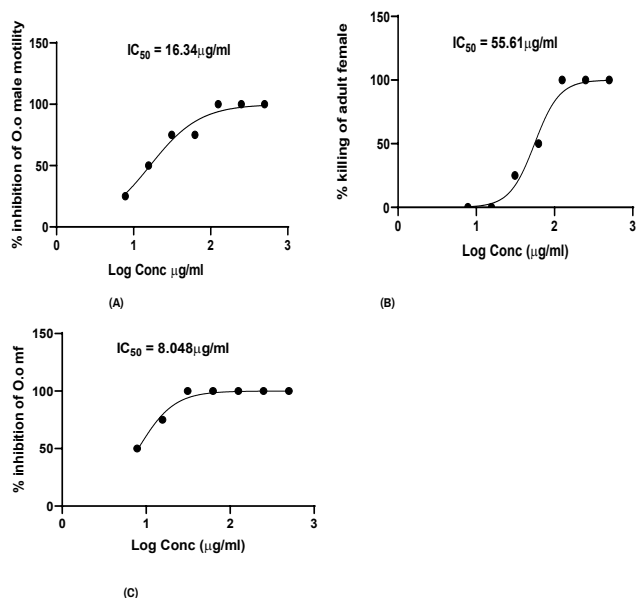 IC50 = 16.34μg/ml
% inhibition of O.o male motility
150
100
50
0
0 1 2 3
Log Conc μg/ml
(A)
IC50 = 55.61μg/ml
% killing of adult female
150
100
50
0
0 1 2 3
Log Conc (μg/ml)
(B)
IC50 = 8.048μg/ml
% inhibition of O.o mf
150
100
50
0
0 1 2 3
Log Conc (μg/ml)
(C)